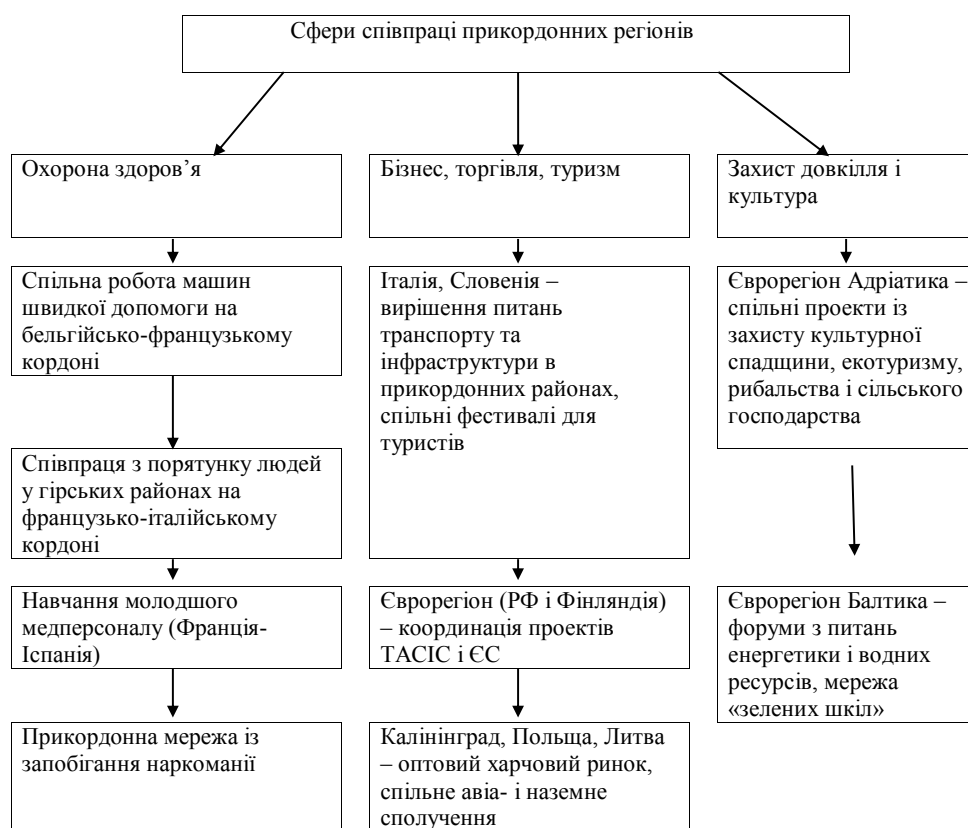 Сфери співпраці прикордонних регіонів
Охорона здоров’я
Бізнес, торгівля, туризм
Захист довкілля і
культура
Спільна робота машин
швидкої допомоги на
бельгійсько-французькому
кордоні
Італія, Словенія –
вирішення питань
транспорту та
інфраструктури в
прикордонних районах,
спільні фестивалі для
туристів
Єврорегіон Адріатика –
спільні проекти із
захисту культурної
спадщини, екотуризму,
рибальства і сільського
господарства
Співпраця з порятунку людей
у гірських районах на
французько-італійському
кордоні
Навчання молодшого
медперсоналу (Франція-
Іспанія)
Єврорегіон (РФ і Фінляндія)
– координація проектів
ТАСІС і ЄС
Єврорегіон Балтика –
форуми з питань
енергетики і водних
ресурсів, мережа
«зелених шкіл»
Прикордонна мережа із
запобігання наркоманії
Калінінград, Польща, Литва
– оптовий харчовий ринок,
спільне авіа- і наземне
сполучення